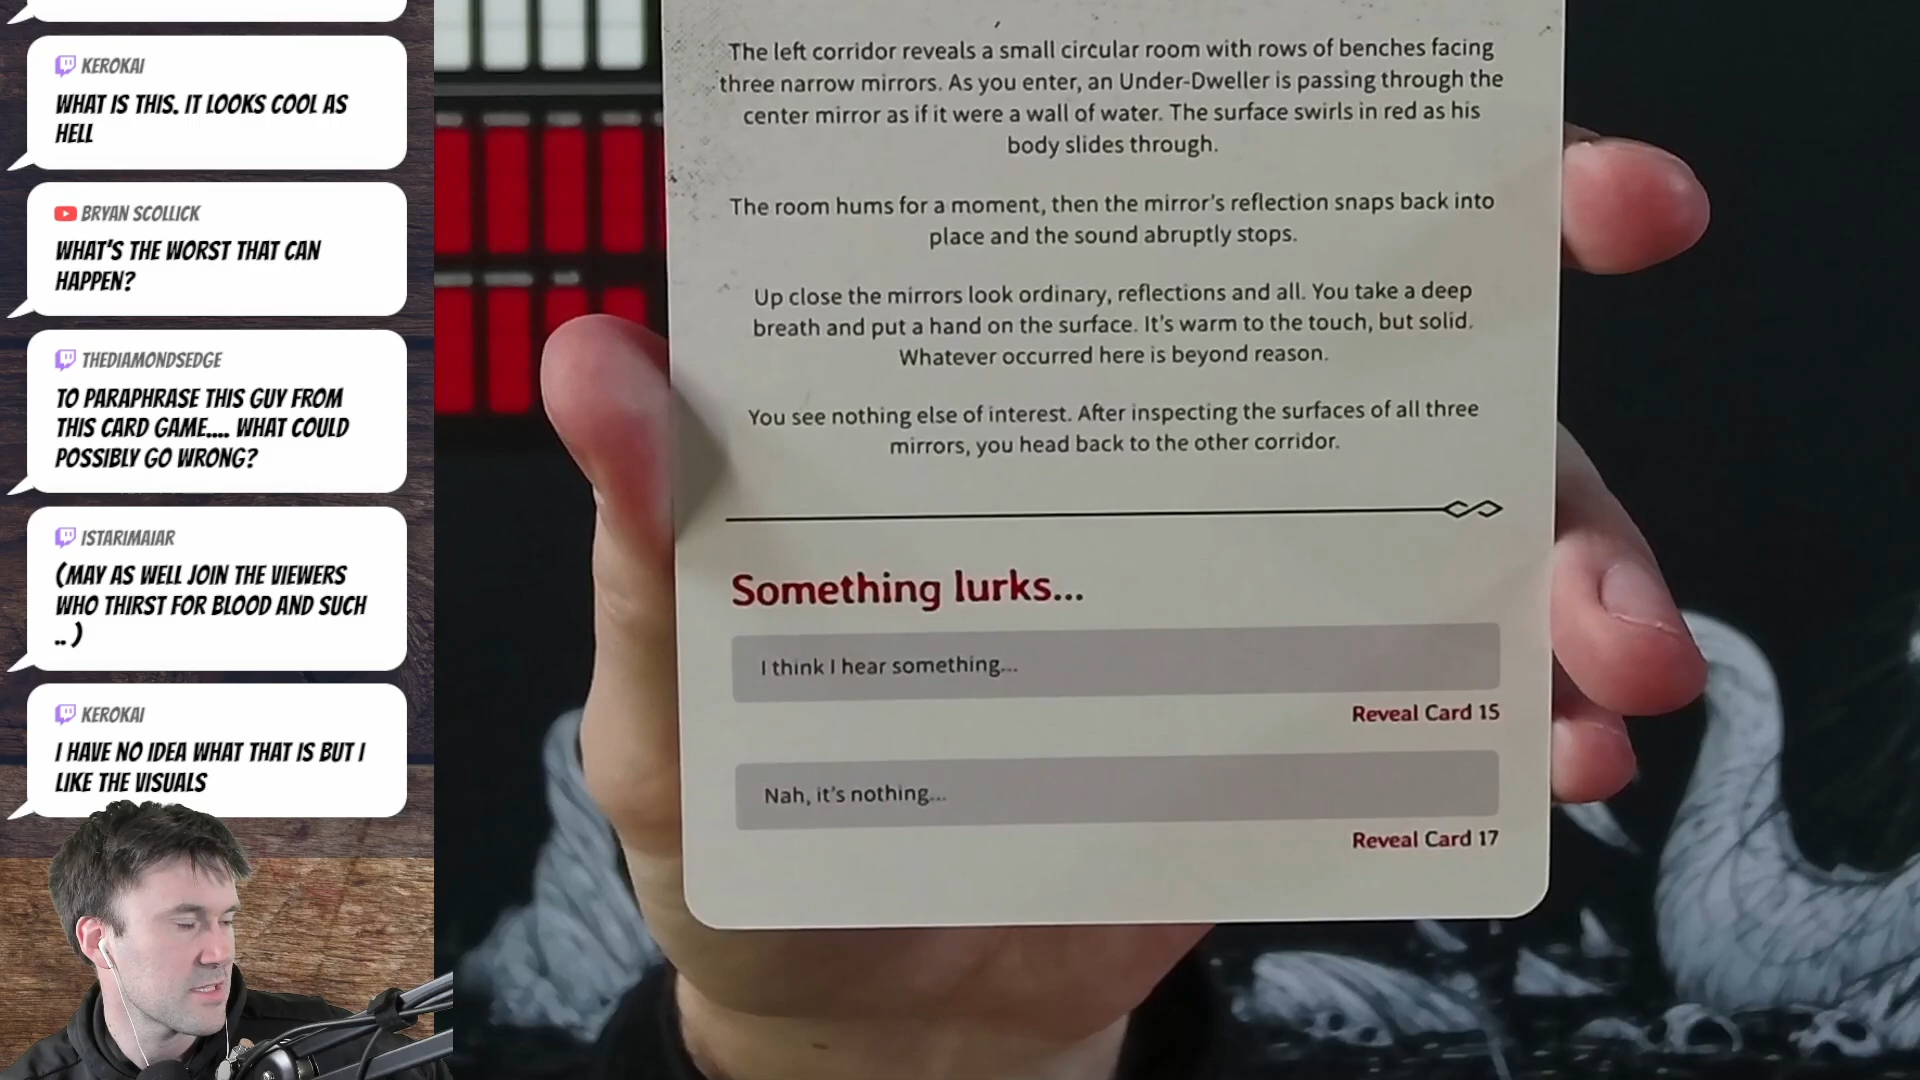 KEROKAI
WHAT IS THIS. IT LOOKS COOL AS
HELL
BRYAN SCOLLICK
WHAT'S THE WORST THAT CAN
HAPPEN?
THEDIAMONDSEDGE
TO PARAPHRASE THIS GUY FROM
THIS CARD GAME.... WHAT COULD
POSSIBLY GO WRONG?
ISTARIMAIAR
(MAY AS WELL JOIN THE VIEWERS
WHO THIRST FOR BLOOD AND SUCH
.. )
KEROKAI
I HAVE NO IDEA WHAT THAT IS BUT I
LIKE THE VISUALS
The left corridor reveals a small circular room with rows of benches facing
three narrow mirrors. As you enter, an Under-Dweller is passing through the
center mirror as if it were a wall of water. The surface swirls in red as his
body slides through.
The room hums for a moment, then the mirror's reflection snaps back into
place and the sound abruptly stops.
Up close the mirrors look ordinary, reflections and all. You take a deep
breath and put a hand on the surface. It's warm to the touch, but solid.
Whatever occurred here is beyond reason.
You see nothing else of interest. After inspecting the surfaces of all three
mirrors, you head back to the other corridor.
Something lurks...
I think I hear something...
Reveal Card 15
Nah, it's nothing...
Reveal Card 17